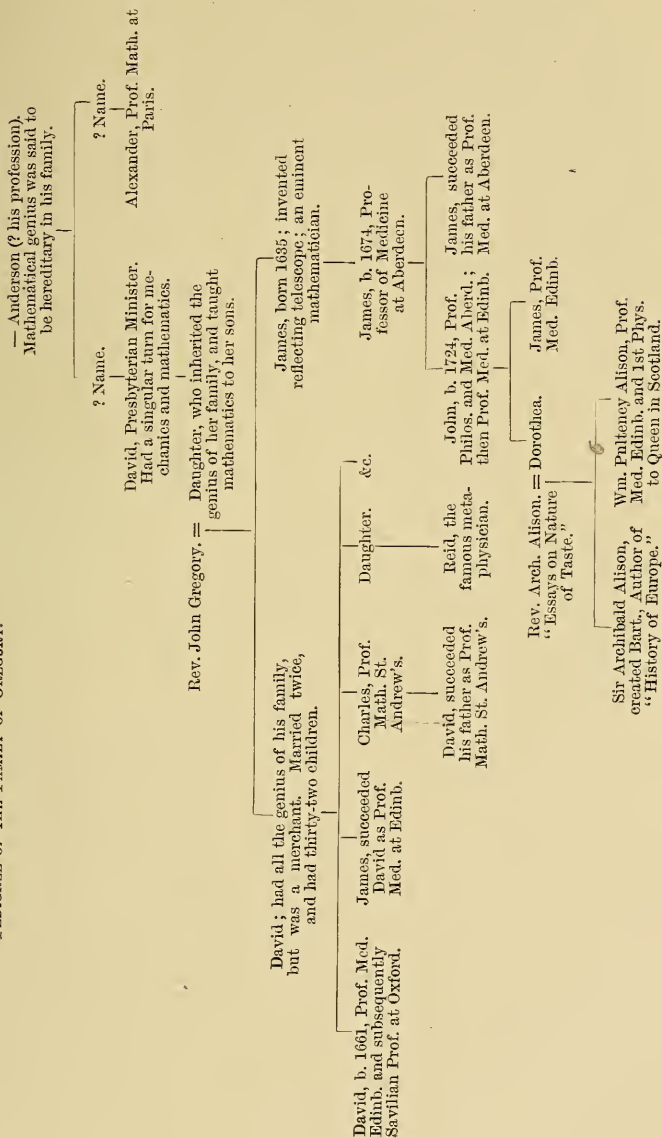 — Anderson (? his profession).
Mathematical genius was said to
be hereditary in his family.
? Name.
? Name.
David, Presbyterian Minister.
Had a singular turn for me-
chanics and mathematics.
Alexander, Prof. Math. at
Paris.
Rev. John Gregory. = Daughter, who inherited the
genius of her family, and taught
mathematics to her sons.
David; had all the genius of his family,
but was a merchant. Married twice,
and had thirty-two children.
James, born 1635; invented
reflecting telescope; an eminent
mathematician.
David, b. 1661, Prof. Med.
Edinb. and subsequently
Savilian Prof. at Oxford.
James, succeeded
David as Prof.
Med. at Edinb.
Charles, Prof.
Math. St.
Andrew's.
Daughter.
&c.
James, b. 1674, Pro-
fessor of Medicine
at Aberdeen.
David, succeeded
his father as Prof.
Math. St. Andrew's.
Reid, the
famous meta-
physician.
John, b. 1724, Prof.
Philos. and Med. Aberd.;
then Prof. Med. at Edinb.
James, succeeded
his father as Prof.
Med. at Aberdeen.
Rev. Arch. Alison. = Dorothea.
"Essays on Nature
of Taste."
James, Prof.
Med. Edinb.
Sir Archibald Alison,
created Bart., Author of
"History of Europe."
Wm. Pulteney Alison, Prof.
Med. Edinb. and 1st Phys.
to Queen in Scotland.